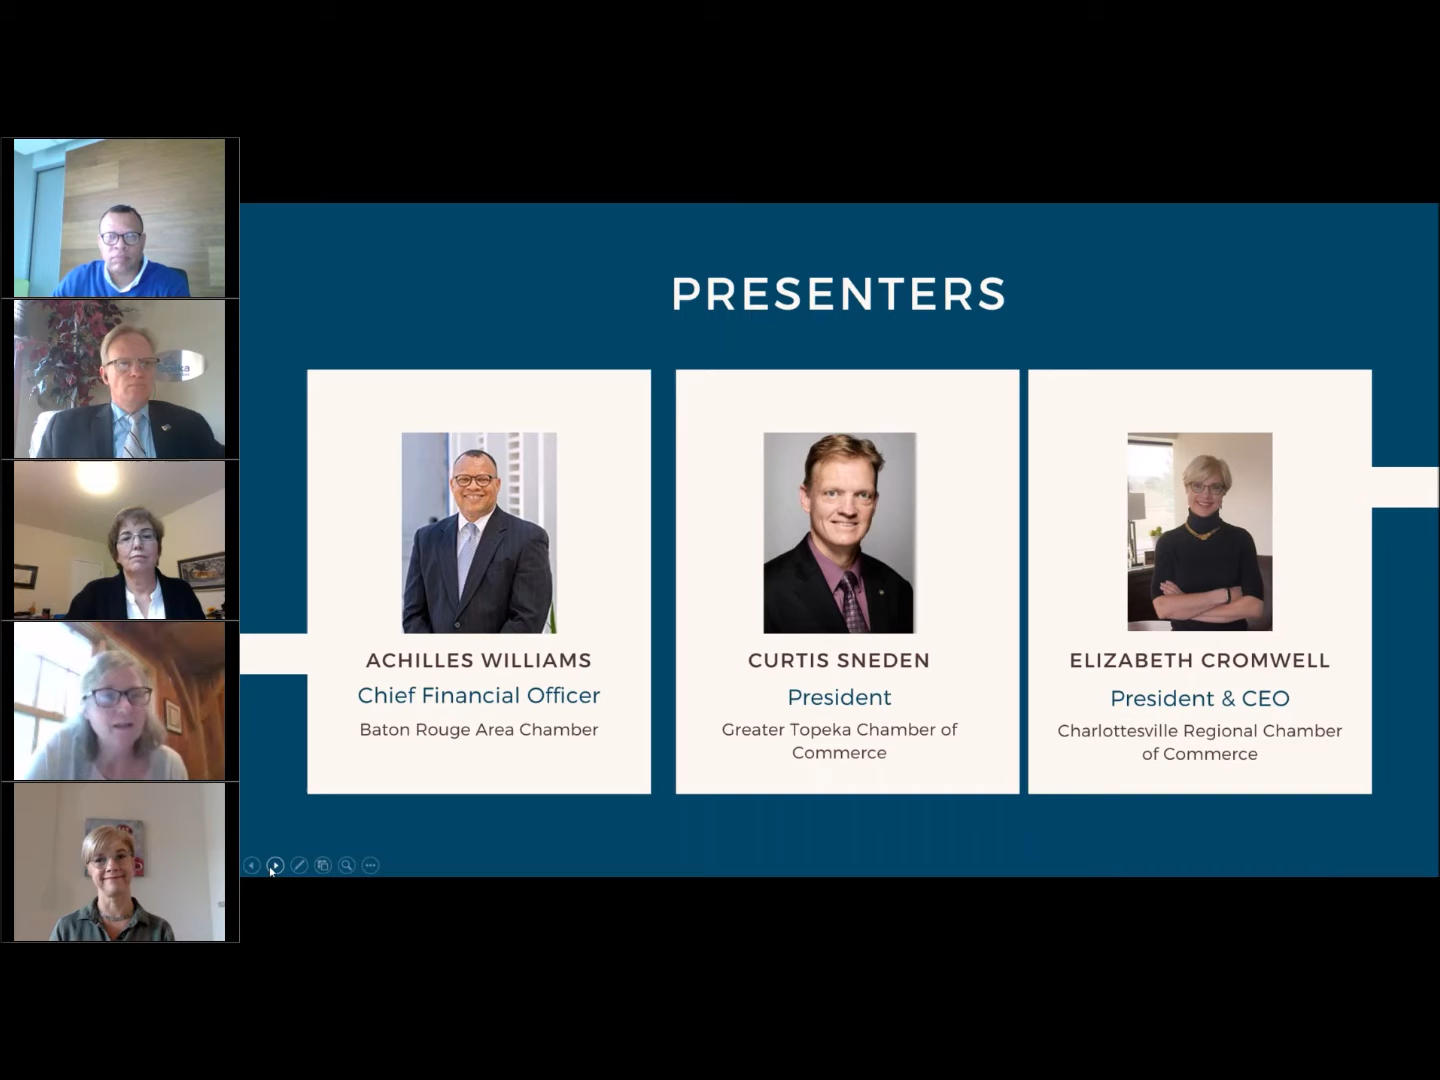 PRESENTERS
ACHILLES WILLIAMS
Chief Financial Officer
Baton Rouge Area Chamber
CURTIS SNEDEN
President
Greater Topeka Chamber of
Commerce
ELIZABETH CROMWELL
President & CEO
Charlottesville Regional Chamber
of Commerce